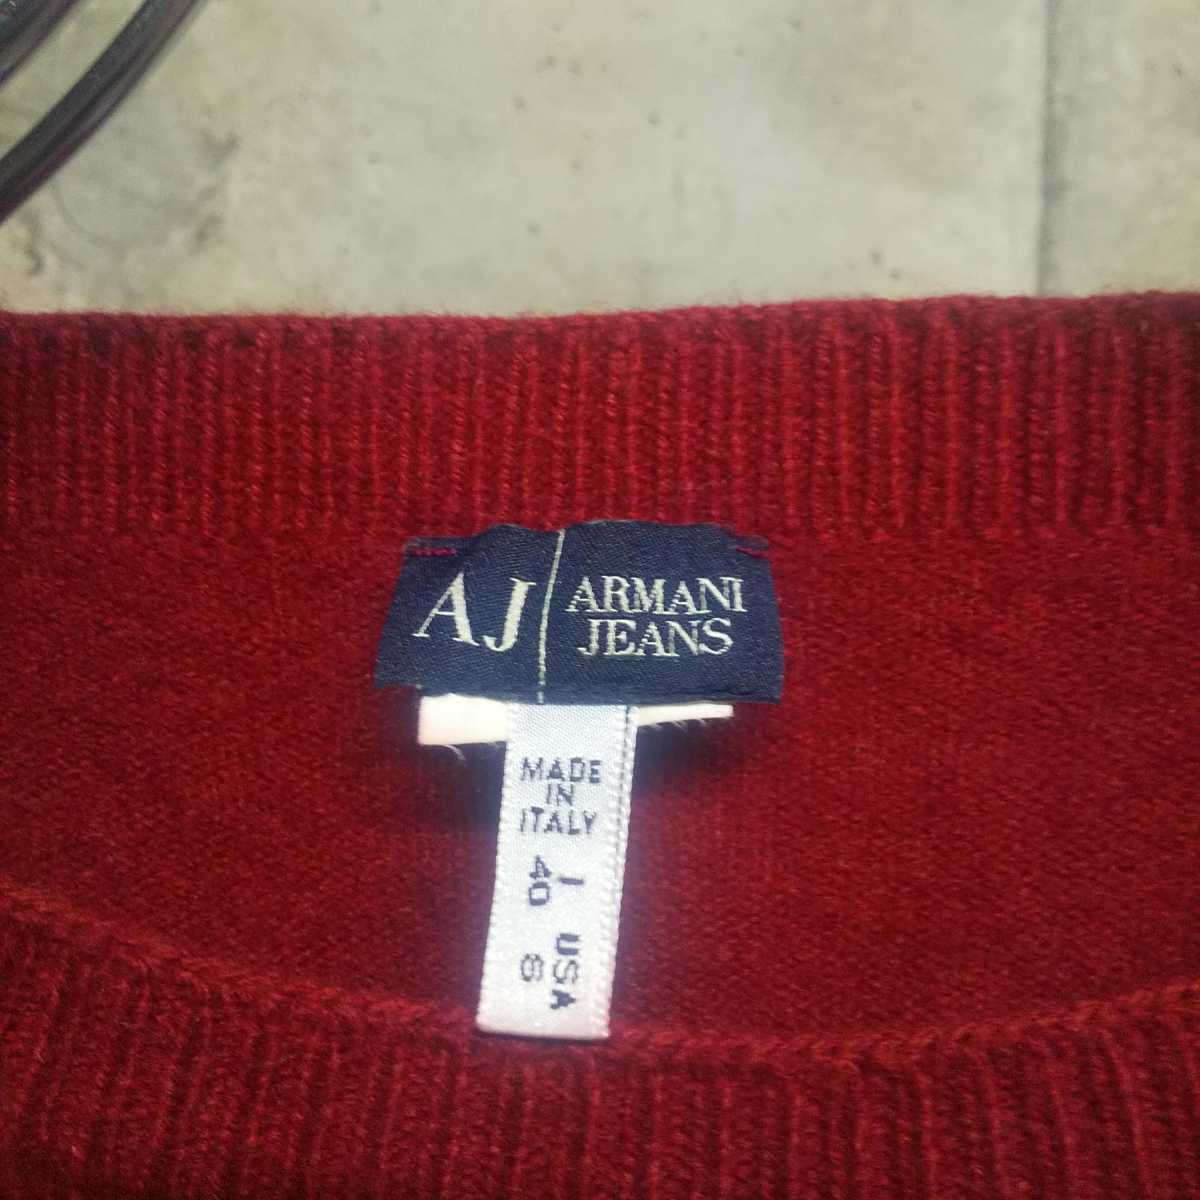 AJ
ARMANI
JEANS
MADE
IN
ITALY
I USA
40 6